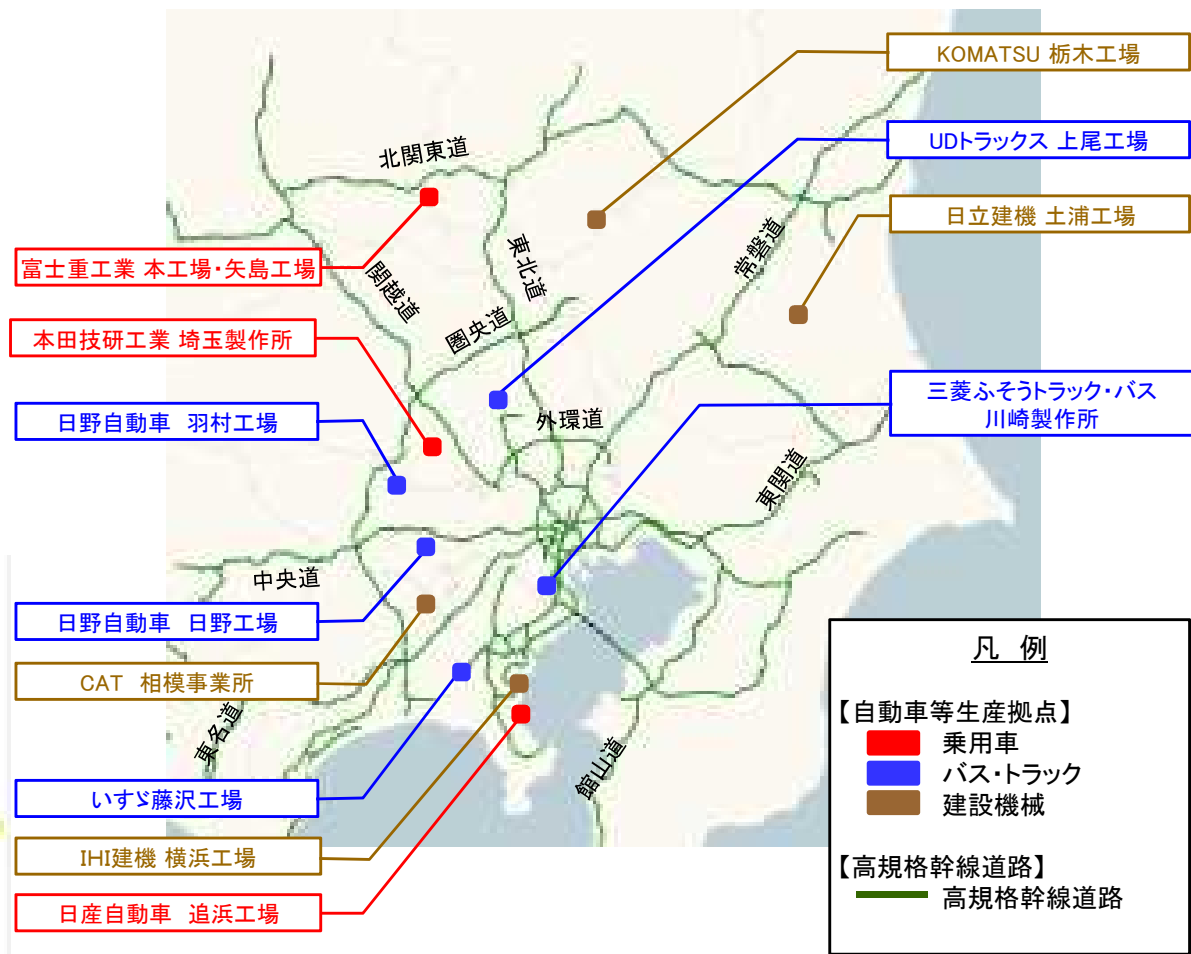 KOMATSU 栃木工場
UDトラックス 上尾工場
日立建機 土浦工場
北関東道
東北道
常磐道
富士重工業 本工場・矢島工場
関越道
圏央道
本田技研工業 埼玉製作所
三菱ふそうトラック・バス
川崎製作所
日野自動車　羽村工場
外環道
東関道
中央道
日野自動車　日野工場
CAT　相模事業所
東名道
館山道
いすゞ藤沢工場
IHI建機 横浜工場
日産自動車　追浜工場
凡　例
【自動車等生産拠点】
乗用車
バス・トラック
建設機械
【高規格幹線道路】
高規格幹線道路